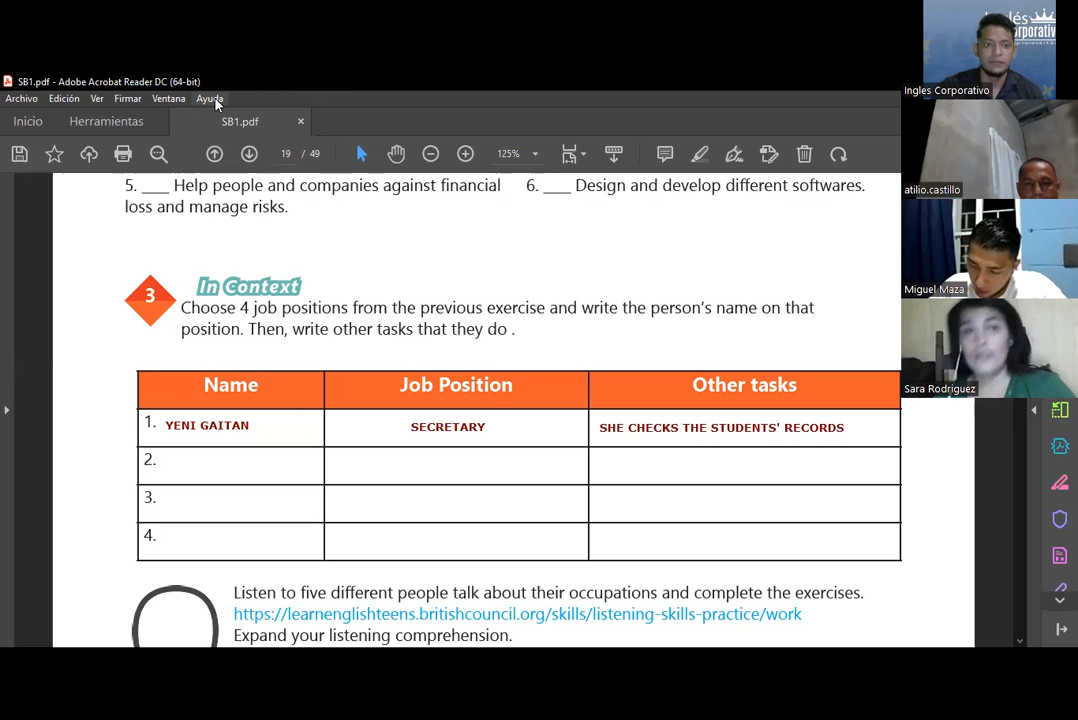 SB1.pdf - Adobe Acrobat Reader DC (64-bit)
Archivo Edición Ver Firmar Ventana Ayuda
Inicio Herramientas SB1.pdf ×
19 / 49 125%
5. ___ Help people and companies against financial loss and manage risks.
6. ___ Design and develop different softwares.
3
In Context
Choose 4 job positions from the previous exercise and write the person's name on that
position. Then, write other tasks that they do .
Name Job Position Other tasks
1. YENI GAITAN SECRETARY SHE CHECKS THE STUDENTS' RECORDS
2.
3.
4.
Listen to five different people talk about their occupations and complete the exercises.
https://learnenglishteens.britishcouncil.org/skills/listening-skills-practice/work
Expand your listening comprehension.
Ingles Corporativo
atilio.castillo
Miguel Maza
Sara Rodríguez